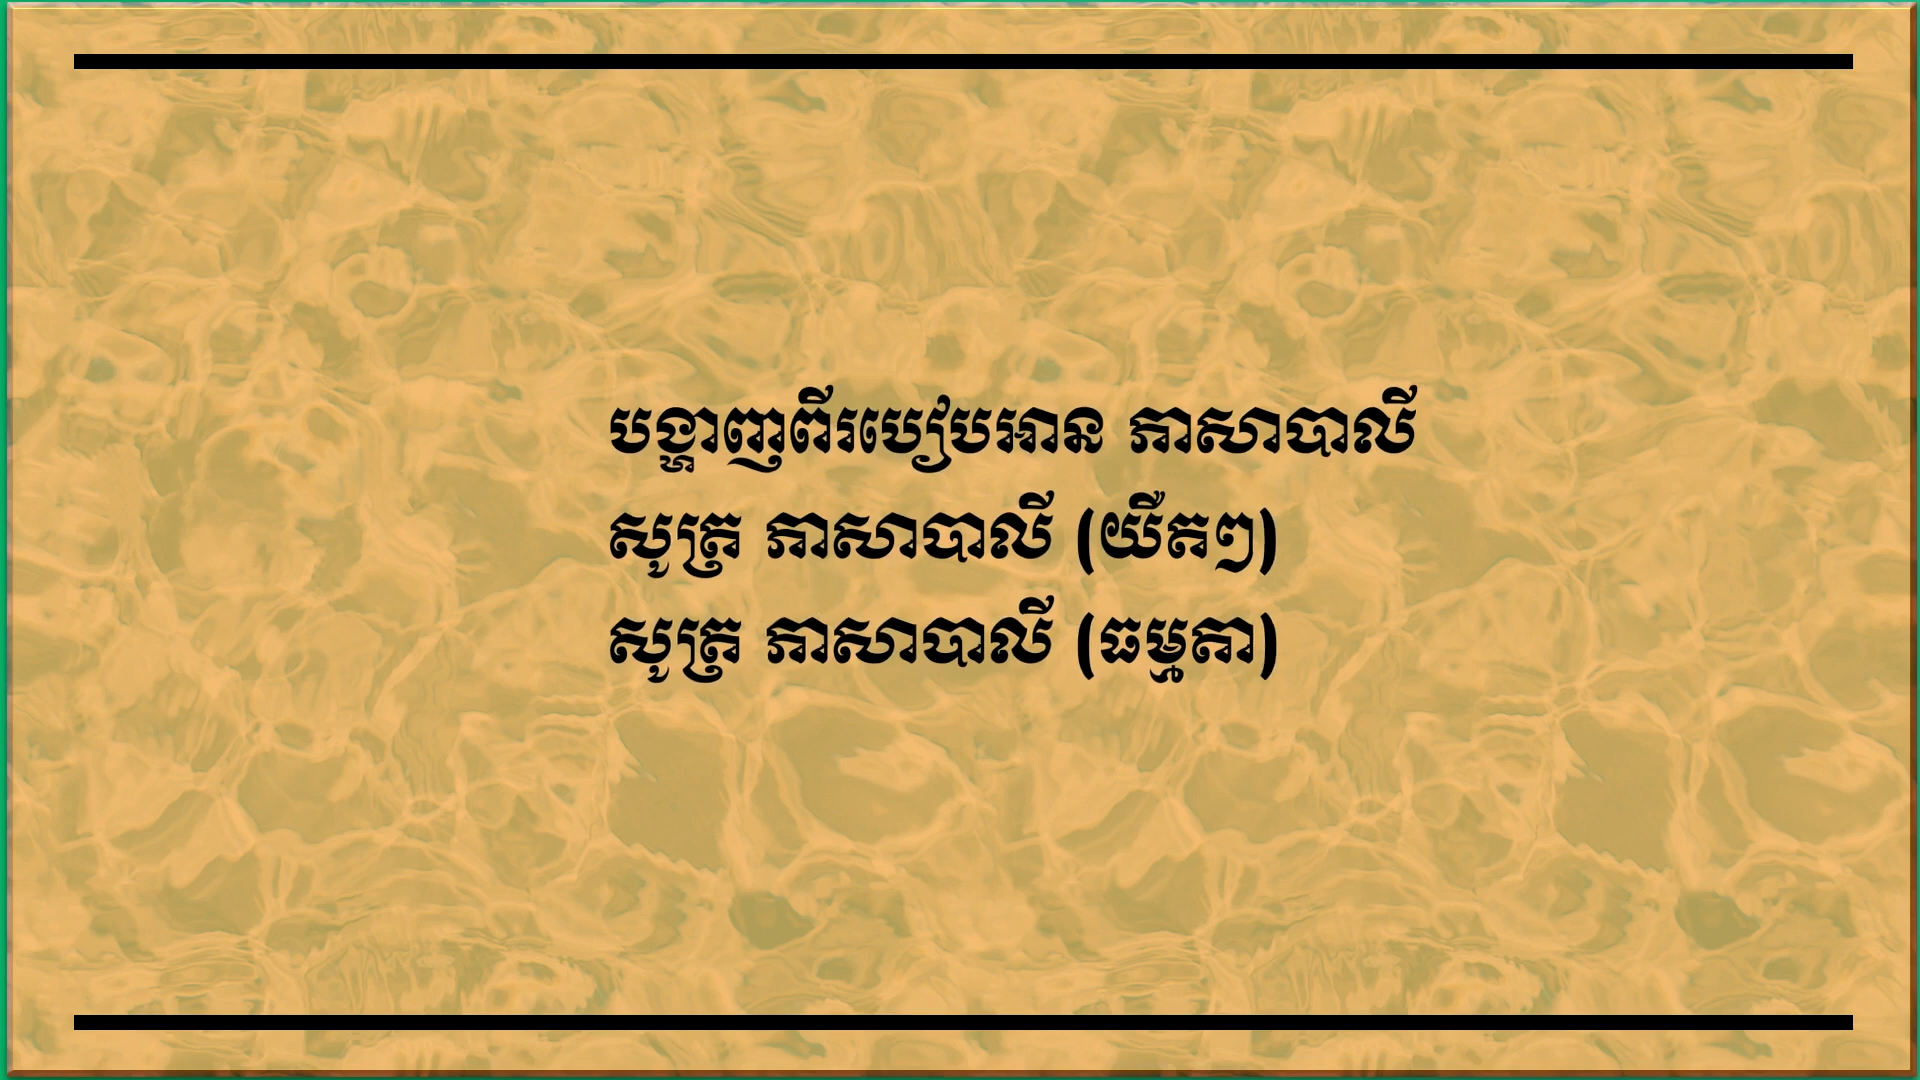 បង្ហាញពីរបៀបអាន ភាសាបាលី
សូត្រ ភាសាបាលី (យឺតៗ)
សូត្រ ភាសាបាលី (ធម្មតា)